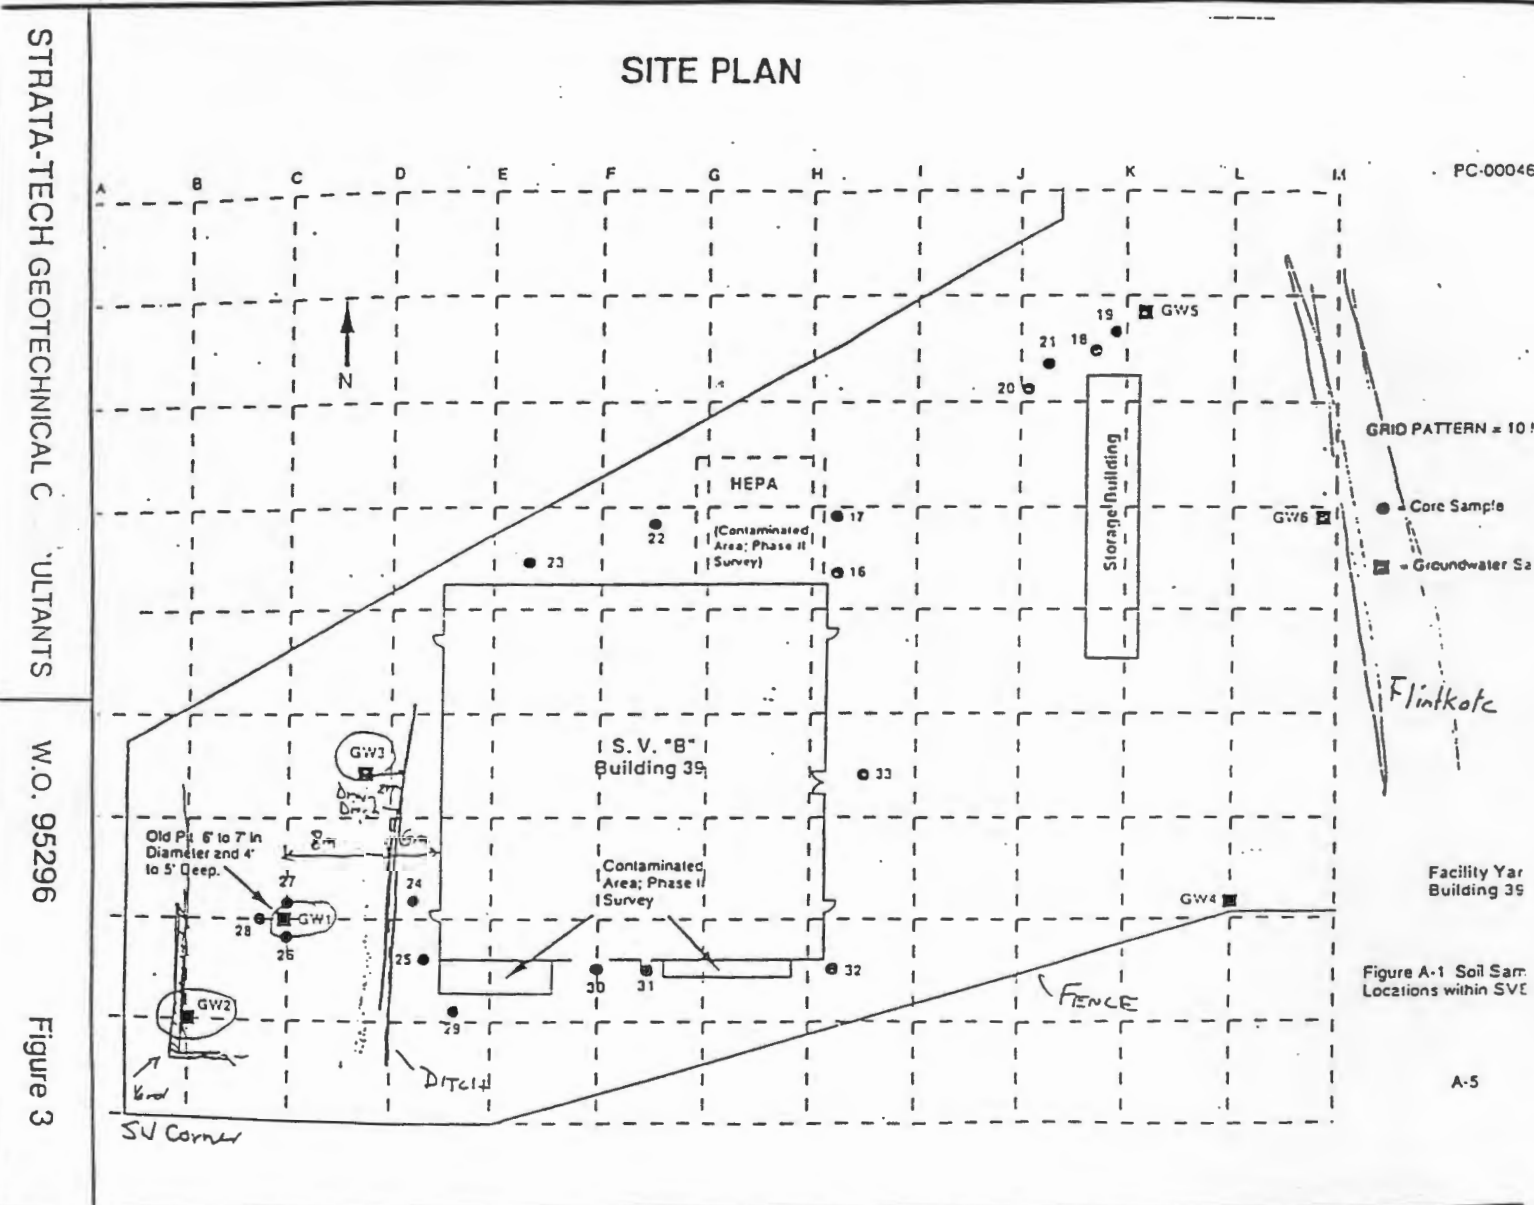 SITE PLAN
STRATA-TECH GEOTECHNICAL C 'ULTANTS
W.O. 95296
Figure 3
A
B
C
D
E
F
G
H
I
J
K
L
M
PC-00046
N
GW5
19
18
21
20
GRID PATTERN = 10
HEPA
(Contaminated
Area; Phase II
Survey)
Storage Building
17
16
22
23
GW6
- Core Sample
- Groundwater Sa
Flintkote
GW3
S. V. "B"
Building 39
33
Old Pit 6' to 7' in
Diameter and 4'
to 5' Deep.
8m
6m
Contaminated
Area; Phase II
Survey
27
24
28
GW1
26
25
GW4
Facility Yar
Building 39
30
31
32
29
GW2
FENCE
DITCH
Yard
SV Corner
Figure A-1 Soil Sam
Locations within SVE
A-5